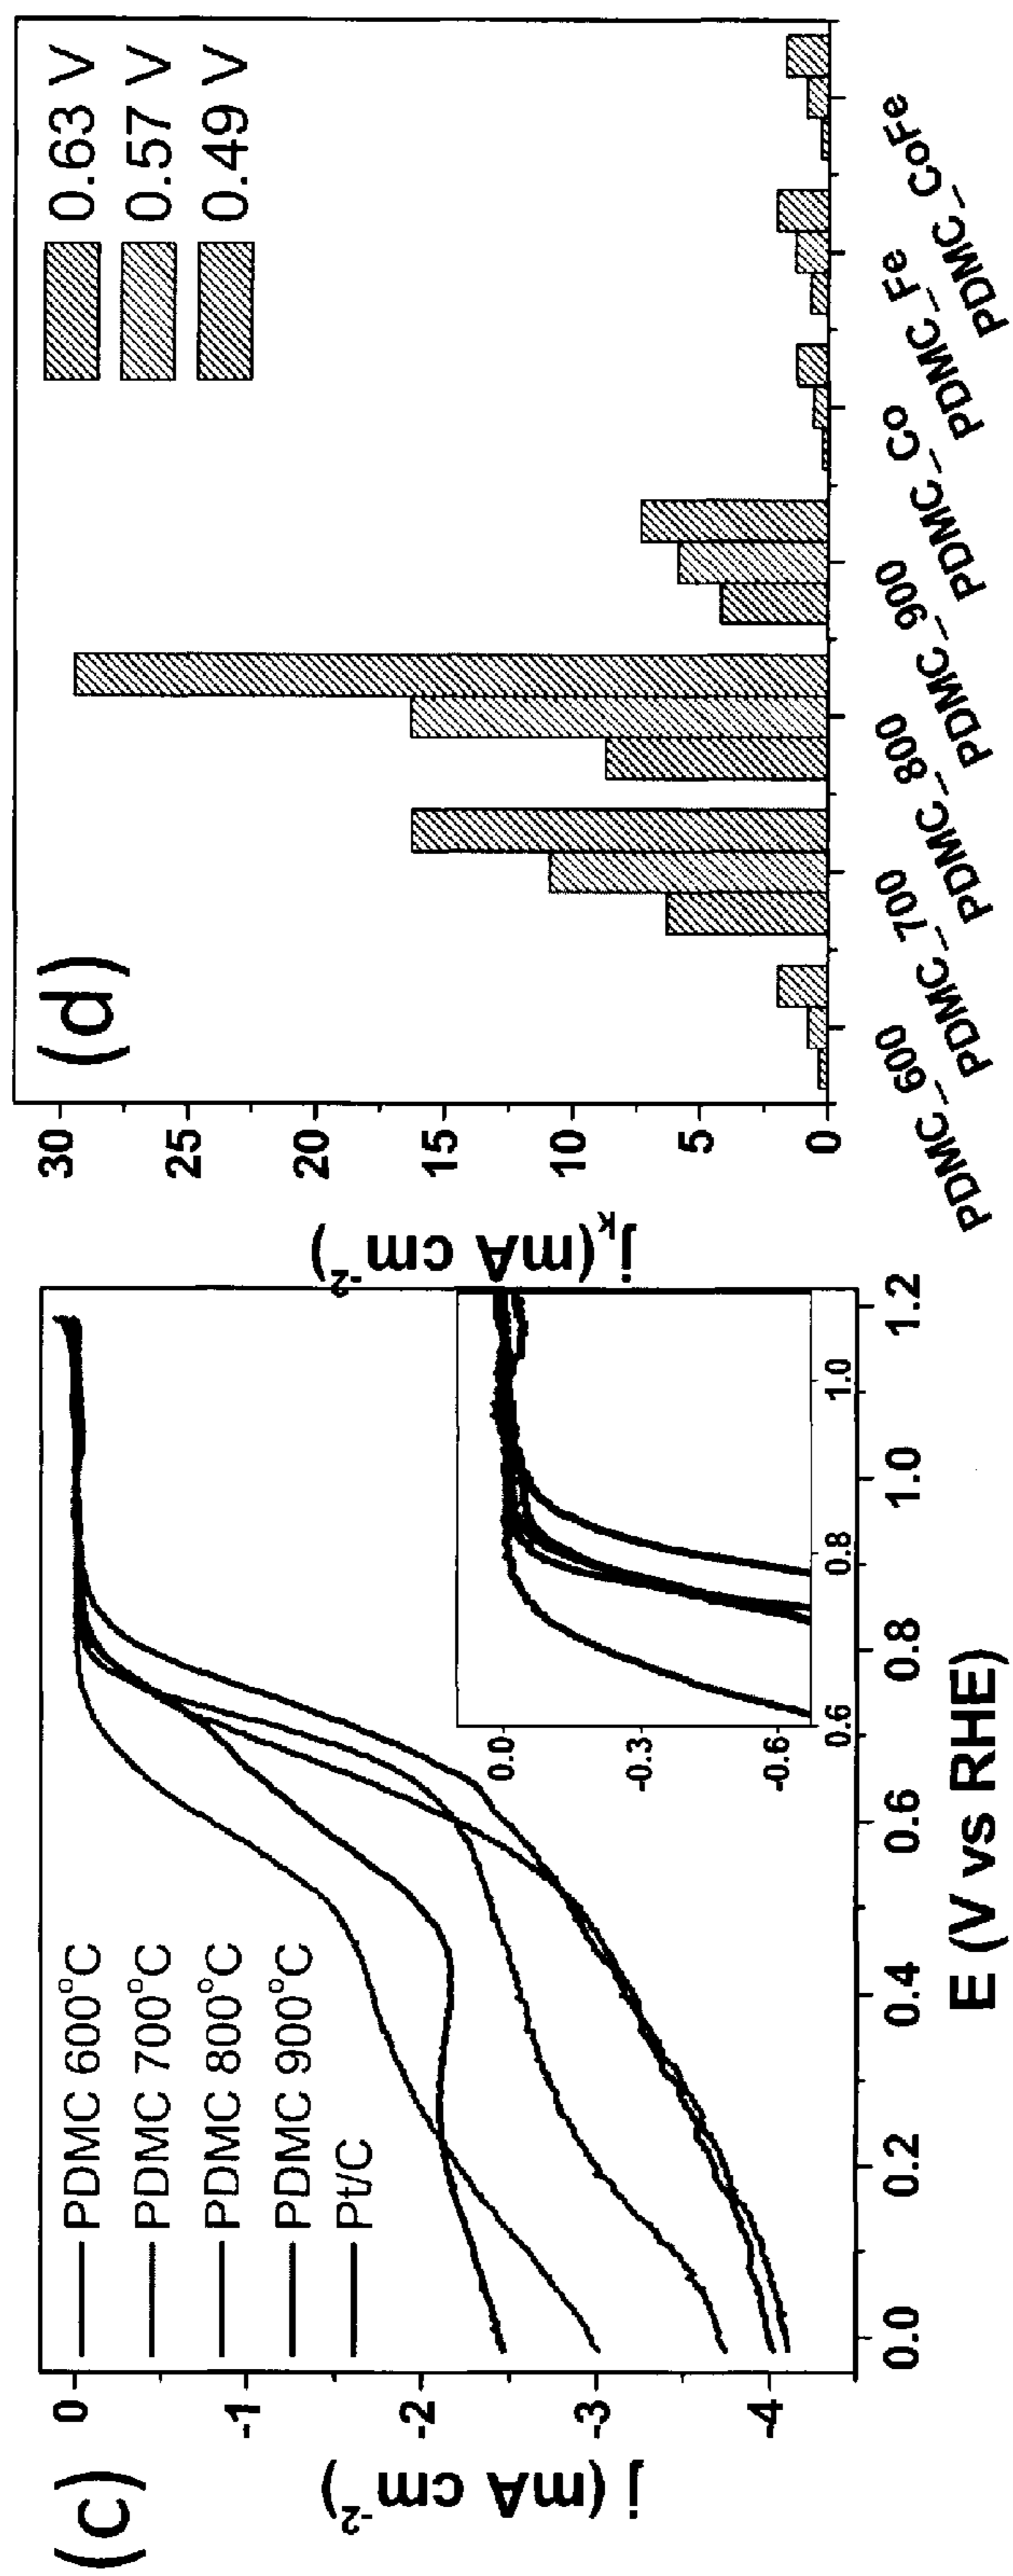 (c)
PDMC 600°C
PDMC 700°C
PDMC 800°C
PDMC 900°C
Pt/C
0
-1
-2
-3
-4
j (mA cm⁻²)
0.0
0.2
0.4
0.6
0.8
1.0
1.2
E (V vs RHE)
0.0
-0.3
-0.6
0.6
0.8
1.0
(d)
0.63 V
0.57 V
0.49 V
30
25
20
15
10
5
0
jₖ(mA cm⁻²)
PDMC_600
PDMC_700
PDMC_800
PDMC_900
PDMC_Co
PDMC_Fe
PDMC_CoFe